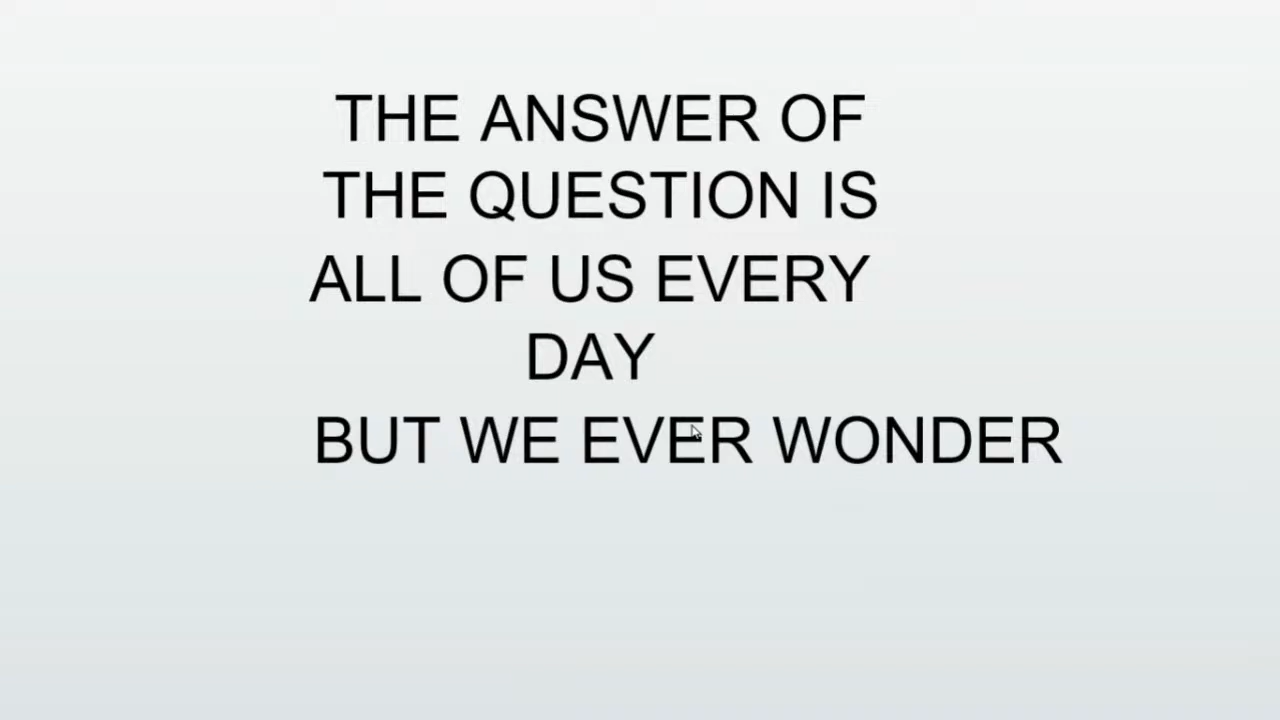 THE ANSWER OF
THE QUESTION IS
ALL OF US EVERY
DAY
BUT WE EVER WONDER